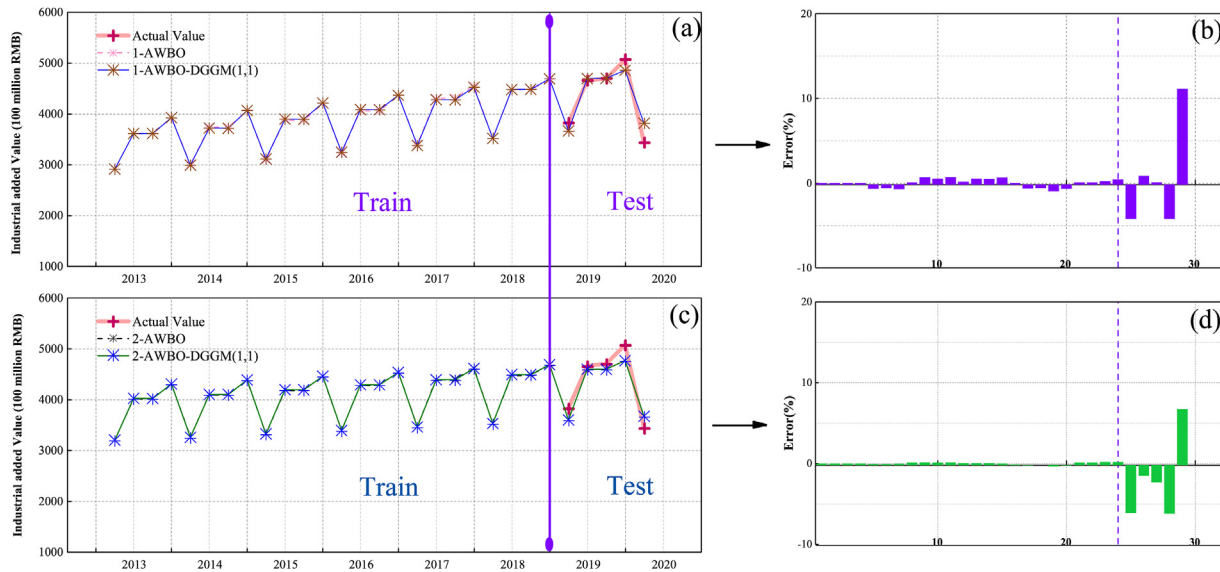 (a)
Industrial added Value (100 million RMB)
6000
5000
4000
3000
2000
1000
Actual Value
1-AWBO
1-AWBO-DGGM(1,1)
Train
Test
2013 2014 2015 2016 2017 2018 2019 2020
(b)
Error(%)
20
10
0
-10
10 20 30
(c)
Industrial added Value (100 million RMB)
6000
5000
4000
3000
2000
1000
Actual Value
2-AWBO
2-AWBO-DGGM(1,1)
Train
Test
2013 2014 2015 2016 2017 2018 2019 2020
(d)
Error(%)
20
10
0
-10
10 20 30